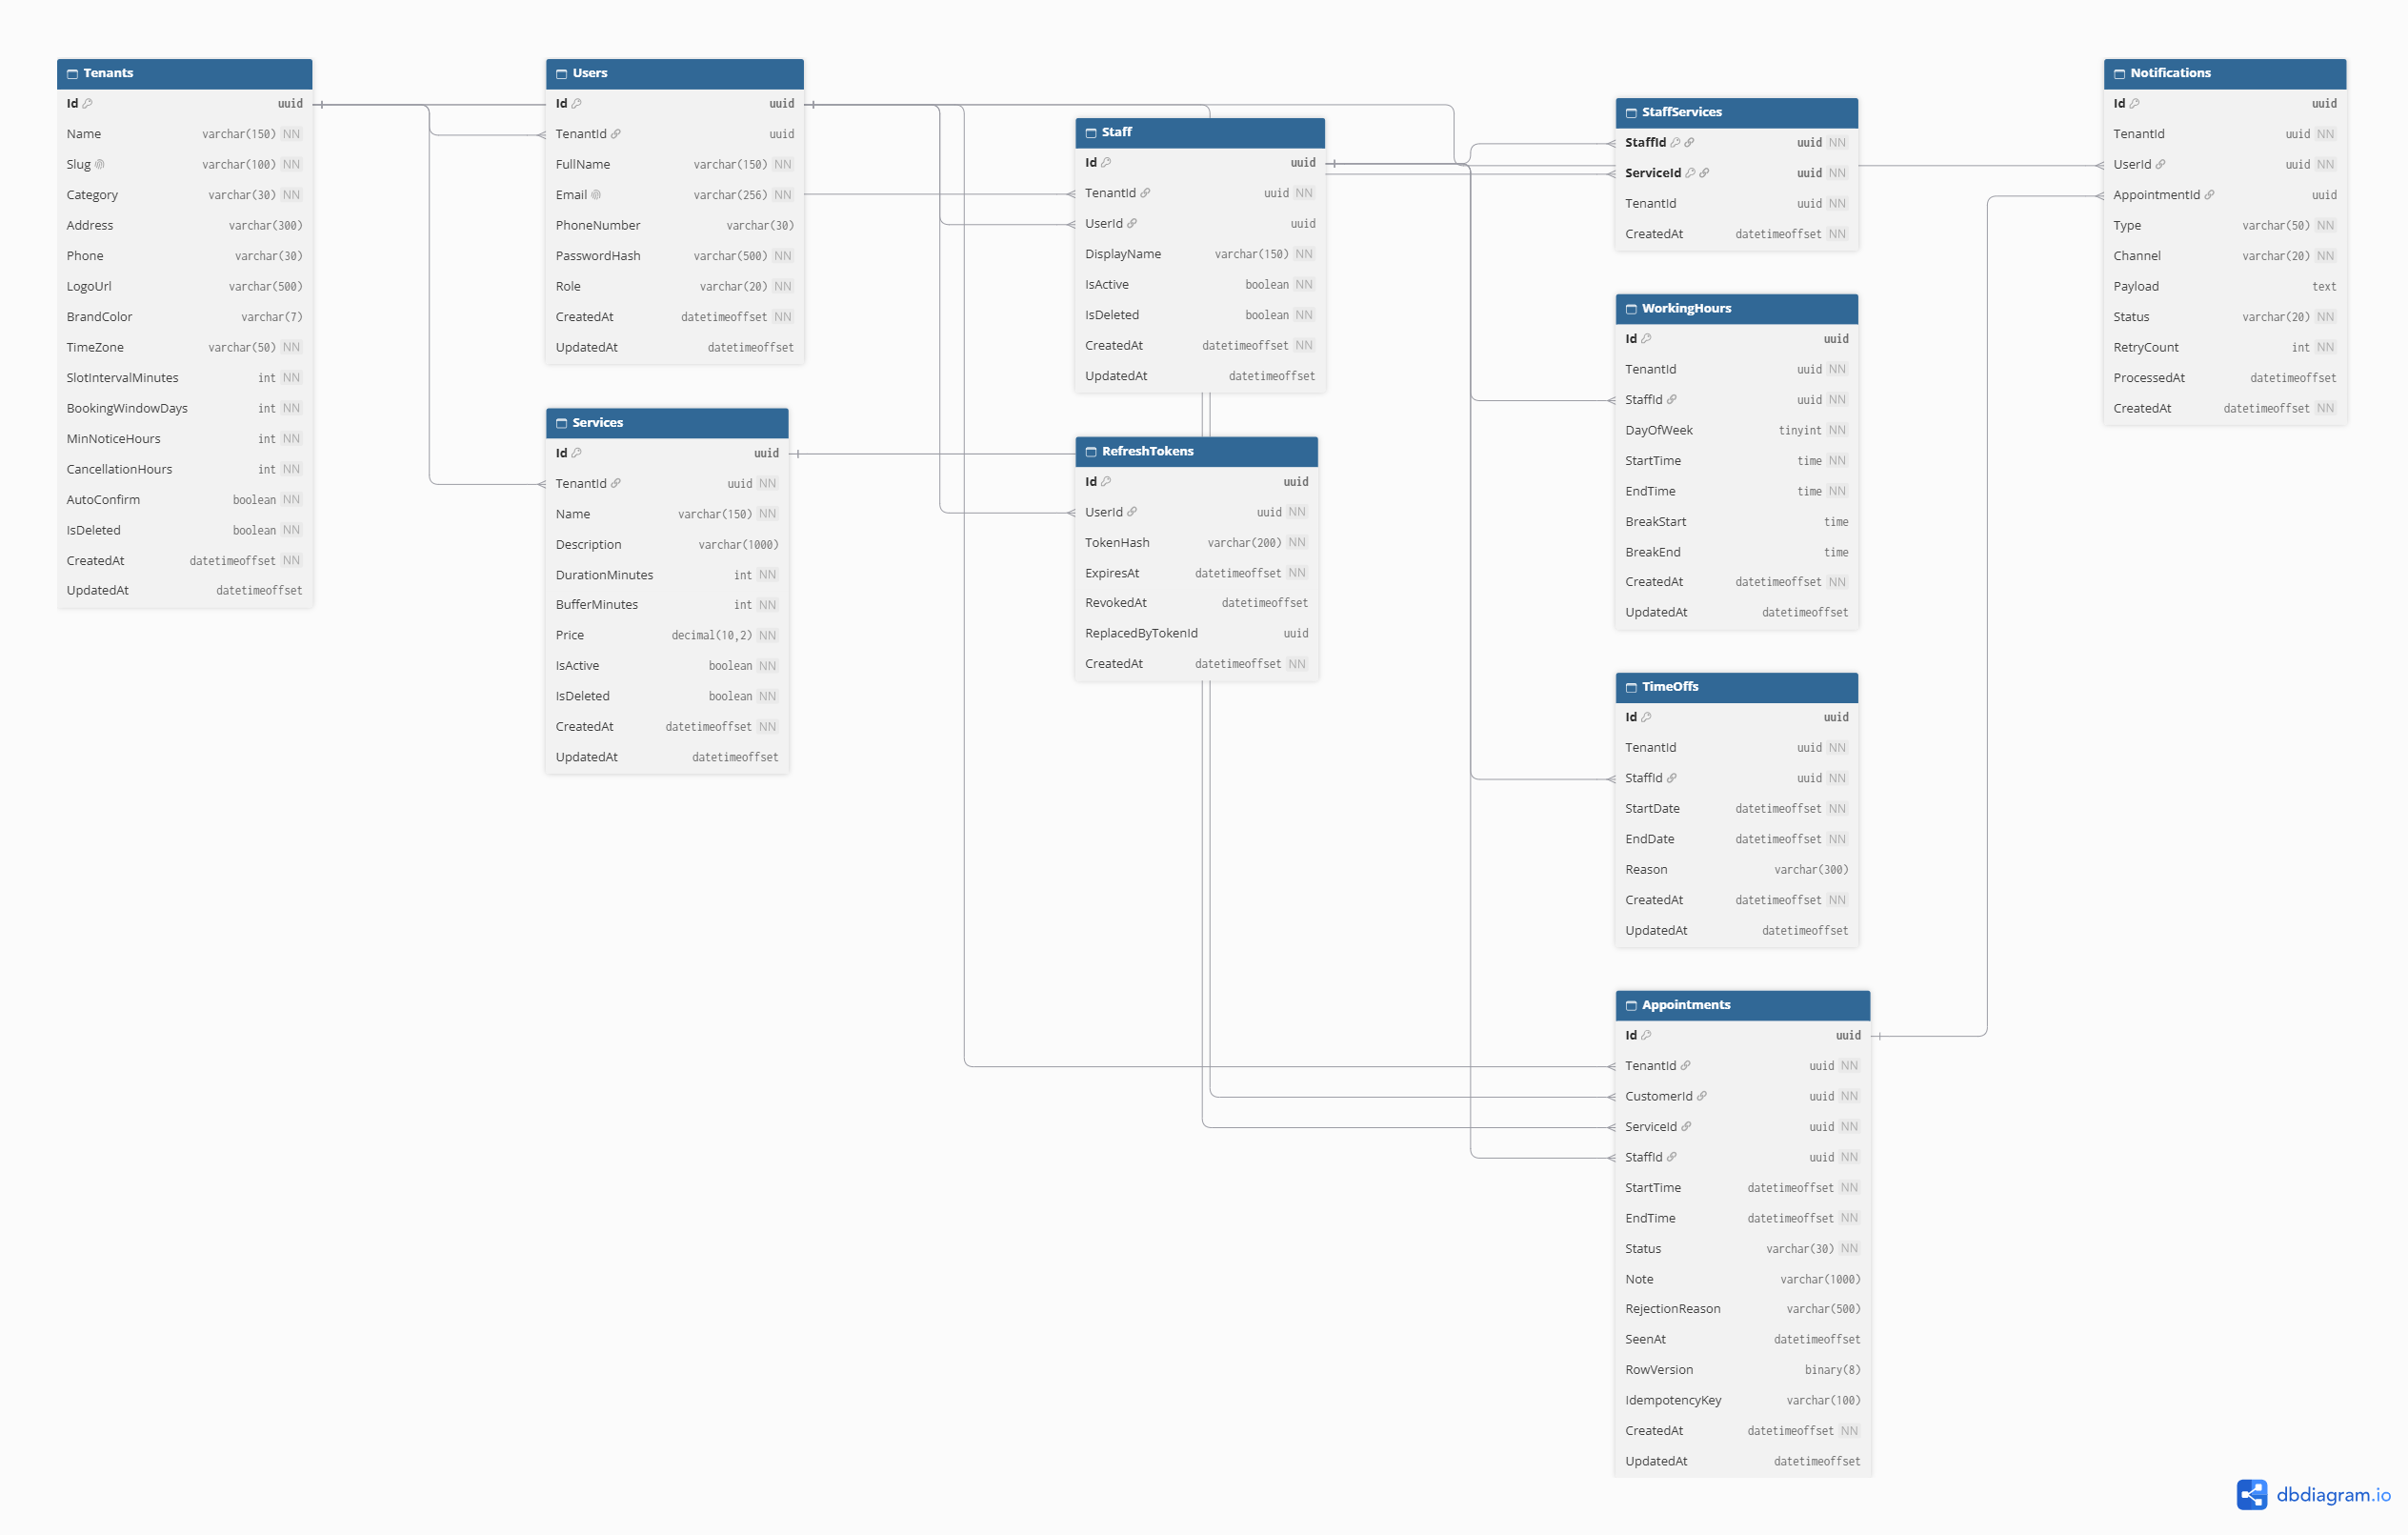 Tenants
Id uuid
Name varchar(150) NN
Slug varchar(100) NN
Category varchar(30) NN
Address varchar(300)
Phone varchar(30)
LogoUrl varchar(500)
BrandColor varchar(7)
TimeZone varchar(50) NN
SlotIntervalMinutes int NN
BookingWindowDays int NN
MinNoticeHours int NN
CancellationHours int NN
AutoConfirm boolean NN
IsDeleted boolean NN
CreatedAt datetimeoffset NN
UpdatedAt datetimeoffset
Users
Id uuid
TenantId uuid
FullName varchar(150) NN
Email varchar(256) NN
PhoneNumber varchar(30)
PasswordHash varchar(500) NN
Role varchar(20) NN
CreatedAt datetimeoffset NN
UpdatedAt datetimeoffset
Services
Id uuid
TenantId uuid NN
Name varchar(150) NN
Description varchar(1000)
DurationMinutes int NN
BufferMinutes int NN
Price decimal(10,2) NN
IsActive boolean NN
IsDeleted boolean NN
CreatedAt datetimeoffset NN
UpdatedAt datetimeoffset
Staff
Id uuid
TenantId uuid NN
UserId uuid
DisplayName varchar(150) NN
IsActive boolean NN
IsDeleted boolean NN
CreatedAt datetimeoffset NN
UpdatedAt datetimeoffset
RefreshTokens
Id uuid
UserId uuid NN
TokenHash varchar(200) NN
ExpiresAt datetimeoffset NN
RevokedAt datetimeoffset
ReplacedByTokenId uuid
CreatedAt datetimeoffset NN
StaffServices
StaffId uuid NN
ServiceId uuid NN
TenantId uuid NN
CreatedAt datetimeoffset NN
WorkingHours
Id uuid
TenantId uuid NN
StaffId uuid NN
DayOfWeek tinyint NN
StartTime time NN
EndTime time NN
BreakStart time
BreakEnd time
CreatedAt datetimeoffset NN
UpdatedAt datetimeoffset
TimeOffs
Id uuid
TenantId uuid NN
StaffId uuid NN
StartDate datetimeoffset NN
EndDate datetimeoffset NN
Reason varchar(300)
CreatedAt datetimeoffset NN
UpdatedAt datetimeoffset
Appointments
Id uuid
TenantId uuid NN
CustomerId uuid NN
ServiceId uuid NN
StaffId uuid NN
StartTime datetimeoffset NN
EndTime datetimeoffset NN
Status varchar(30) NN
Note varchar(1000)
RejectionReason varchar(500)
SeenAt datetimeoffset
RowVersion binary(8)
IdempotencyKey varchar(100)
CreatedAt datetimeoffset NN
UpdatedAt datetimeoffset
Notifications
Id uuid
TenantId uuid NN
UserId uuid NN
AppointmentId uuid
Type varchar(50) NN
Channel varchar(20) NN
Payload text
Status varchar(20) NN
RetryCount int NN
ProcessedAt datetimeoffset
CreatedAt datetimeoffset NN
dbdiagram.io